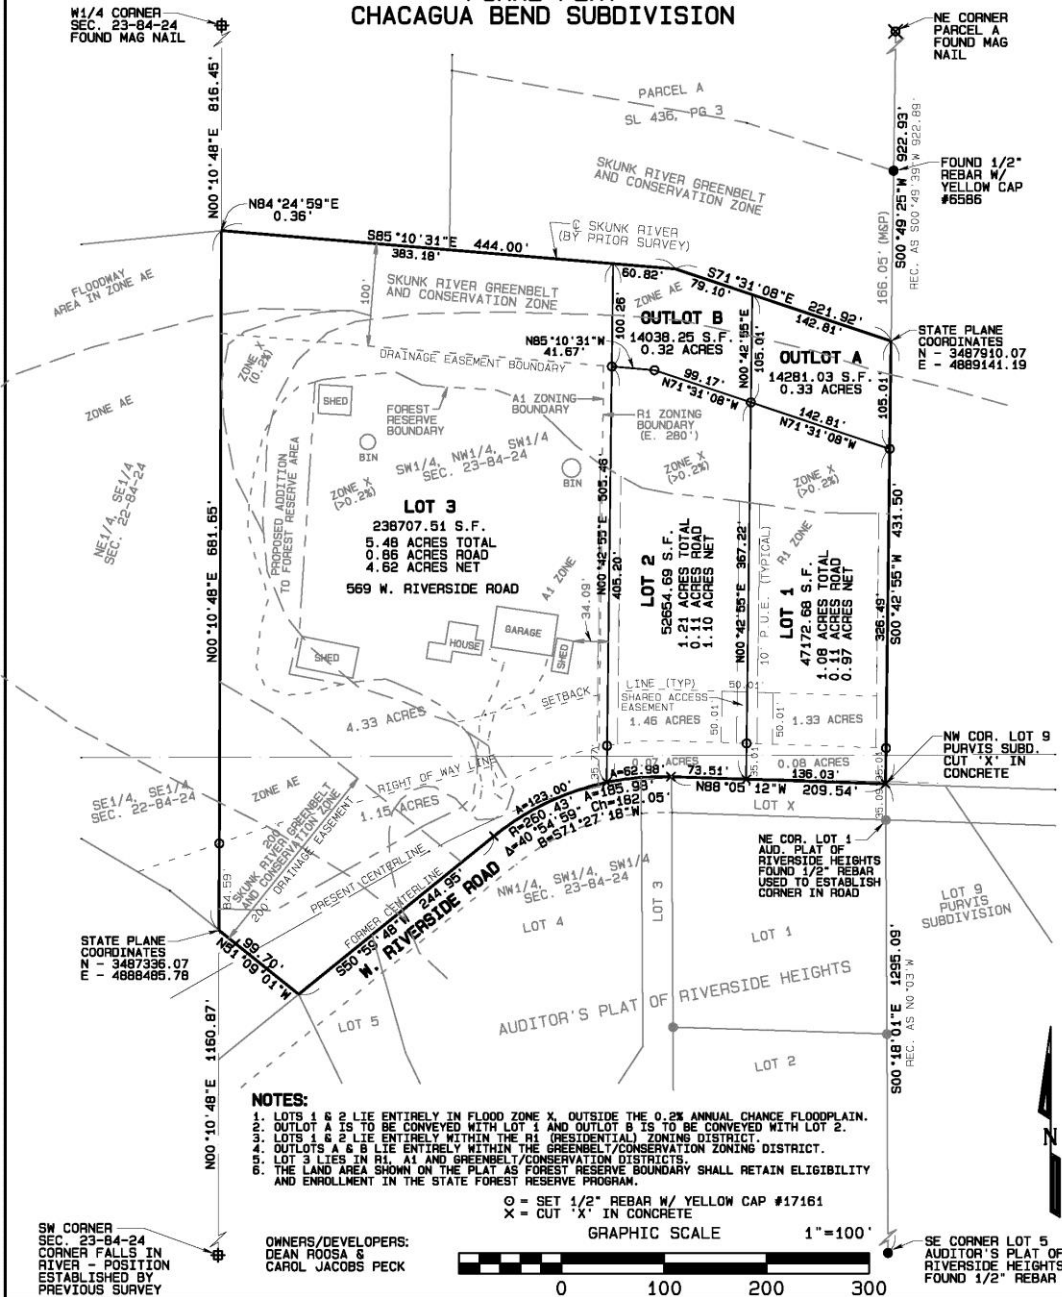 CHACAGUA BEND SUBDIVISION
W1/4 CORNER
SEC. 23-84-24
FOUND MAG NAIL
NE CORNER
PARCEL A
FOUND MAG
NAIL
N00°10'48"E 816.45'
PARCEL A
SL 436, PG 3
S00°49'25"W 922.93'
REC. AS S00°49'39"W 922.89'
166.05' (M&P)
FOUND 1/2"
REBAR W/
YELLOW CAP
#6586
SKUNK RIVER GREENBELT
AND CONSERVATION ZONE
N84°24'59"E
0.36'
℄ SKUNK RIVER
(BY PRIOR SURVEY)
S85°10'31"E 444.00'
383.18'
60.82'
S71°31'08"E 221.92'
79.10'
142.81'
FLOODWAY
AREA IN ZONE AE
100'
SKUNK RIVER GREENBELT
AND CONSERVATION ZONE
100.26'
ZONE AE
OUTLOT B
14038.25 S.F.
0.32 ACRES
N00°42'55"E
105.01'
OUTLOT A
14281.03 S.F.
0.33 ACRES
105.01'
STATE PLANE
COORDINATES
N - 3487910.07
E - 4889141.19
N85°10'31"W
41.67'
99.17'
N71°31'08"W
142.81'
N71°31'08"W
ZONE X
(0.2%)
DRAINAGE EASEMENT BOUNDARY
ZONE AE
SHED
FOREST
RESERVE
BOUNDARY
A1 ZONING
BOUNDARY
R1 ZONING
BOUNDARY
(E. 280')
BIN
SW1/4, NW1/4, SW1/4
SEC. 23-84-24
BIN
ZONE X
(>0.2%)
ZONE X
(>0.2%)
ZONE X
(>0.2%)
NE1/4, SE1/4
SEC. 22-84-24
PROPOSED ADDITION
TO FOREST RESERVE AREA
LOT 3
238707.51 S.F.
5.48 ACRES TOTAL
0.86 ACRES ROAD
4.62 ACRES NET
569 W. RIVERSIDE ROAD
N00°10'48"E 681.65'
N00°42'55"E 505.46'
405.20'
LOT 2
52654.69 S.F.
1.21 ACRES TOTAL
0.11 ACRES ROAD
1.10 ACRES NET
N00°42'55"E 367.22'
10' P.U.E. (TYPICAL)
R1 ZONE
LOT 1
47172.68 S.F.
1.08 ACRES TOTAL
0.11 ACRES ROAD
0.97 ACRES NET
326.49'
S00°42'55"W 431.50'
A1 ZONE
34.09'
GARAGE
HOUSE
SHED
SHED
SETBACK
LINE (TYP)
SHARED ACCESS
EASEMENT
50.01'
50.01'
50.01'
1.46 ACRES
1.33 ACRES
4.33 ACRES
0.07 ACRES
0.08 ACRES
35.01'
NW COR. LOT 9
PURVIS SUBD.
CUT 'X' IN
CONCRETE
RIGHT OF WAY LINE
A=62.98'
73.51'
136.03'
N88°05'12"W 209.54'
LOT X
35.09'
SE1/4, SE1/4
SEC. 22-84-24
ZONE AE
1.15 ACRES
A=123.00'
R=260.43' A=185.98'
Δ=40°54'59" Ch=182.05'
B=S71°27'18"W
200'
SKUNK RIVER GREENBELT
AND CONSERVATION ZONE
200' DRAINAGE EASEMENT
84.59'
PRESENT CENTERLINE
FORMER CENTERLINE
S50°59'48"W 244.95'
W. RIVERSIDE ROAD
NW1/4, SW1/4, SW1/4
SEC. 23-84-24
NE COR. LOT 1
AUD. PLAT OF
RIVERSIDE HEIGHTS
FOUND 1/2" REBAR
USED TO ESTABLISH
CORNER IN ROAD
LOT 9
PURVIS
SUBDIVISION
LOT 3
LOT 4
LOT 1
STATE PLANE
COORDINATES
N - 3487336.07
E - 4888485.78
99.70'
N51°09'01"W
AUDITOR'S PLAT OF RIVERSIDE HEIGHTS
LOT 5
LOT 2
N00°10'48"E 1160.87'
S00°18'01"E 1295.09'
REC. AS N0°03'W
NOTES:
1. LOTS 1 & 2 LIE ENTIRELY IN FLOOD ZONE X, OUTSIDE THE 0.2% ANNUAL CHANCE FLOODPLAIN.
2. OUTLOT A IS TO BE CONVEYED WITH LOT 1 AND OUTLOT B IS TO BE CONVEYED WITH LOT 2.
3. LOTS 1 & 2 LIE ENTIRELY WITHIN THE R1 (RESIDENTIAL) ZONING DISTRICT.
4. OUTLOTS A & B LIE ENTIRELY WITHIN THE GREENBELT/CONSERVATION ZONING DISTRICT.
5. LOT 3 LIES IN R1, A1 AND GREENBELT/CONSERVATION DISTRICTS.
6. THE LAND AREA SHOWN ON THE PLAT AS FOREST RESERVE BOUNDARY SHALL RETAIN ELIGIBILITY
AND ENROLLMENT IN THE STATE FOREST RESERVE PROGRAM.
N
O = SET 1/2" REBAR W/ YELLOW CAP #17161
X = CUT 'X' IN CONCRETE
SW CORNER
SEC. 23-84-24
CORNER FALLS IN
RIVER - POSITION
ESTABLISHED BY
PREVIOUS SURVEY
OWNERS/DEVELOPERS:
DEAN ROOSA &
CAROL JACOBS PECK
GRAPHIC SCALE 1"=100'
0 100 200 300
SE CORNER LOT 5
AUDITOR'S PLAT OF
RIVERSIDE HEIGHTS
FOUND 1/2" REBAR